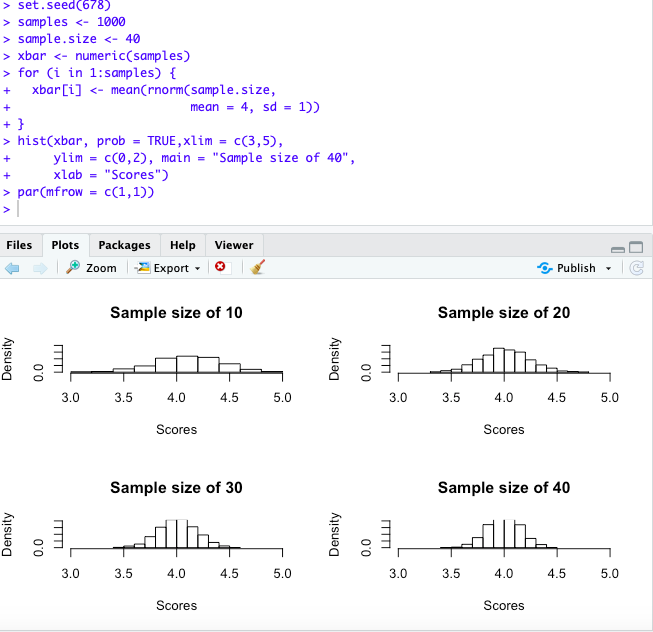 > set.seed(678)
> samples <- 1000
> sample.size <- 40
> xbar <- numeric(samples)
> for (i in 1:samples) {
+   xbar[i] <- mean(rnorm(sample.size,
+                        mean = 4, sd = 1))
+ }
> hist(xbar, prob = TRUE,xlim = c(3,5),
+      ylim = c(0,2), main = "Sample size of 40",
+      xlab = "Scores")
> par(mfrow = c(1,1))
>
Files Plots Packages Help Viewer
Zoom Export Publish
Sample size of 10
Density
0.0
3.0 3.5 4.0 4.5 5.0
Scores
Sample size of 20
Density
0.0
3.0 3.5 4.0 4.5 5.0
Scores
Sample size of 30
Density
0.0
3.0 3.5 4.0 4.5 5.0
Scores
Sample size of 40
Density
0.0
3.0 3.5 4.0 4.5 5.0
Scores